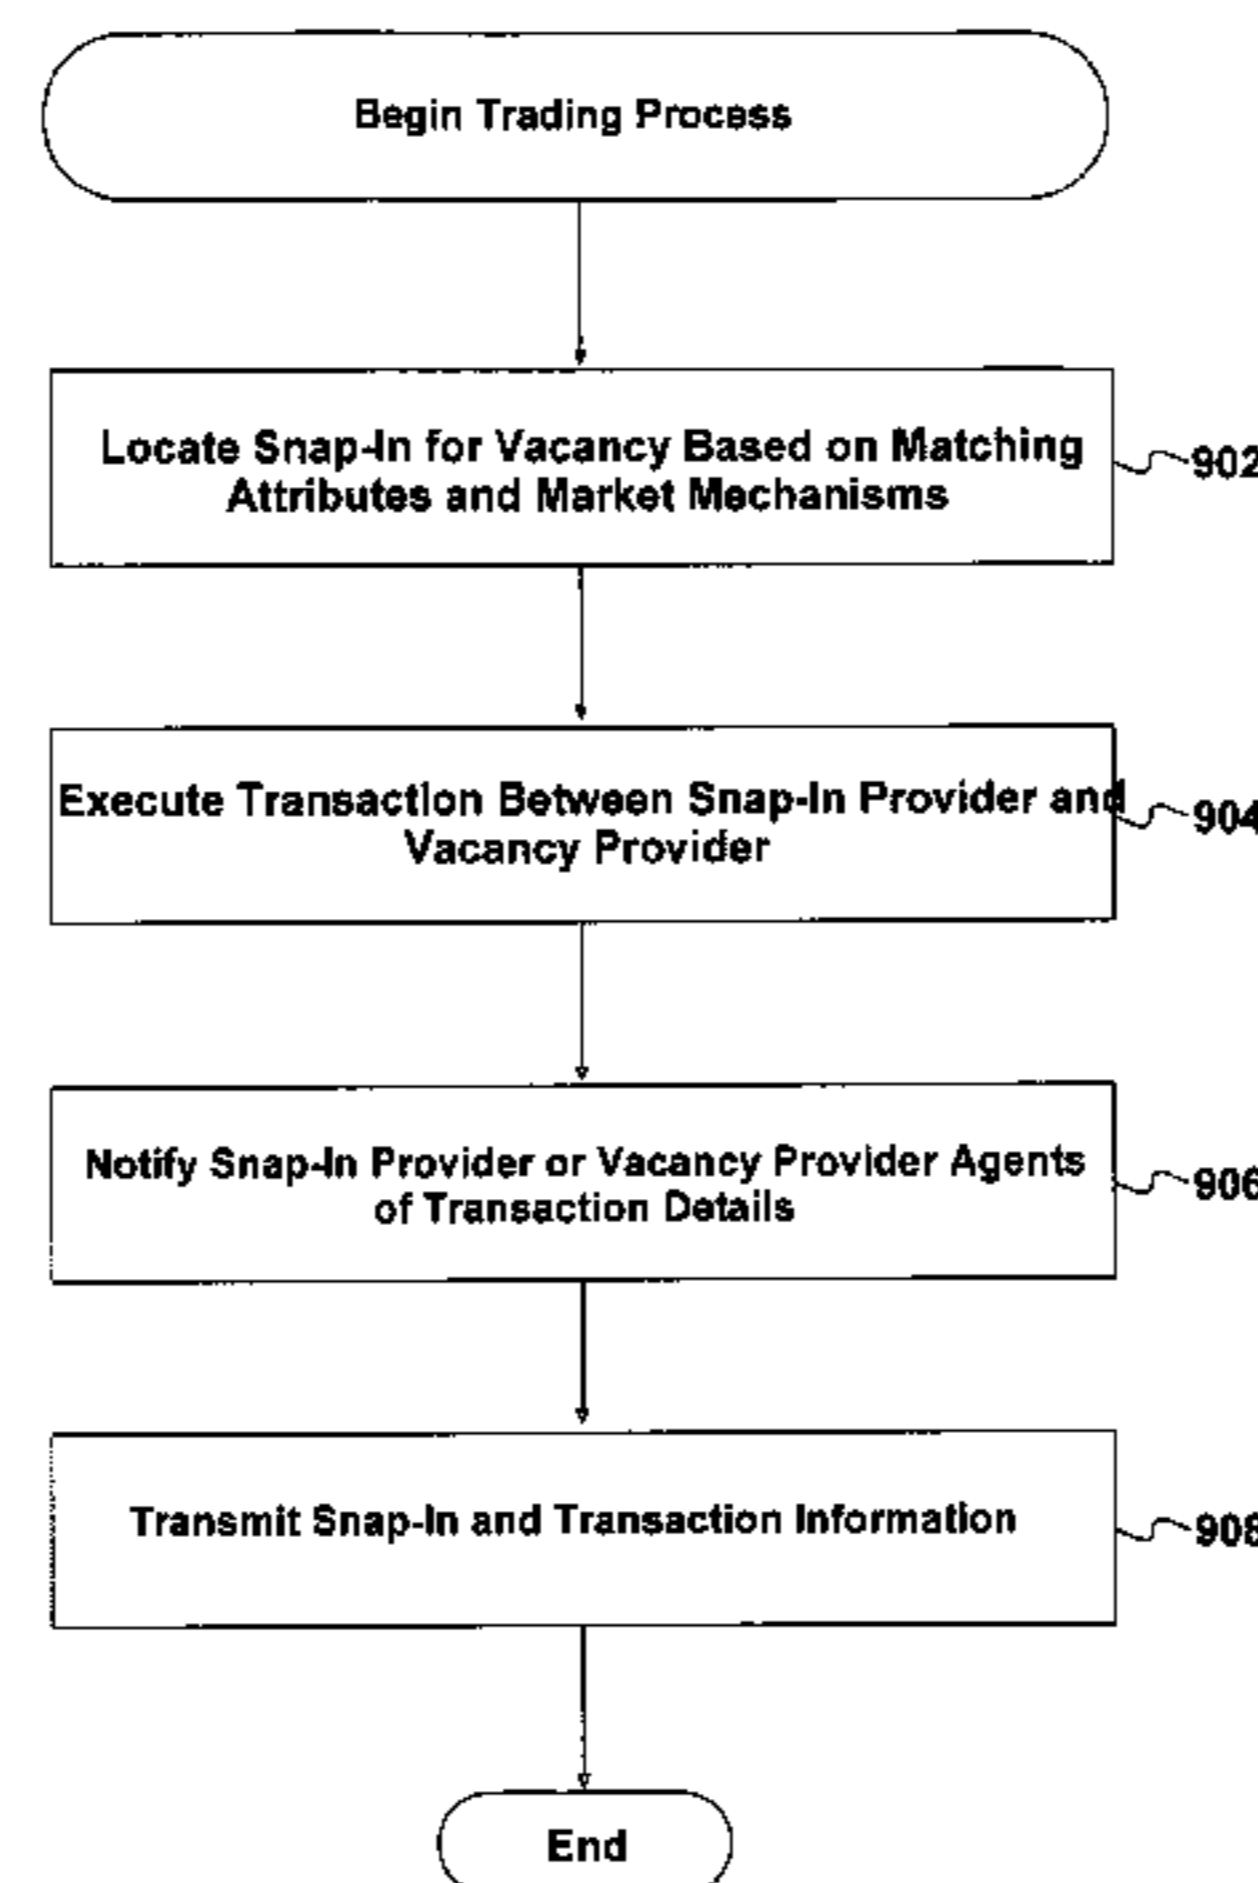 Begin Trading Process
Locate Snap-In for Vacancy Based on Matching
Attributes and Market Mechanisms
902
Execute Transaction Between Snap-In Provider and
Vacancy Provider
904
Notify Snap-In Provider or Vacancy Provider Agents
of Transaction Details
906
Transmit Snap-In and Transaction Information
908
End